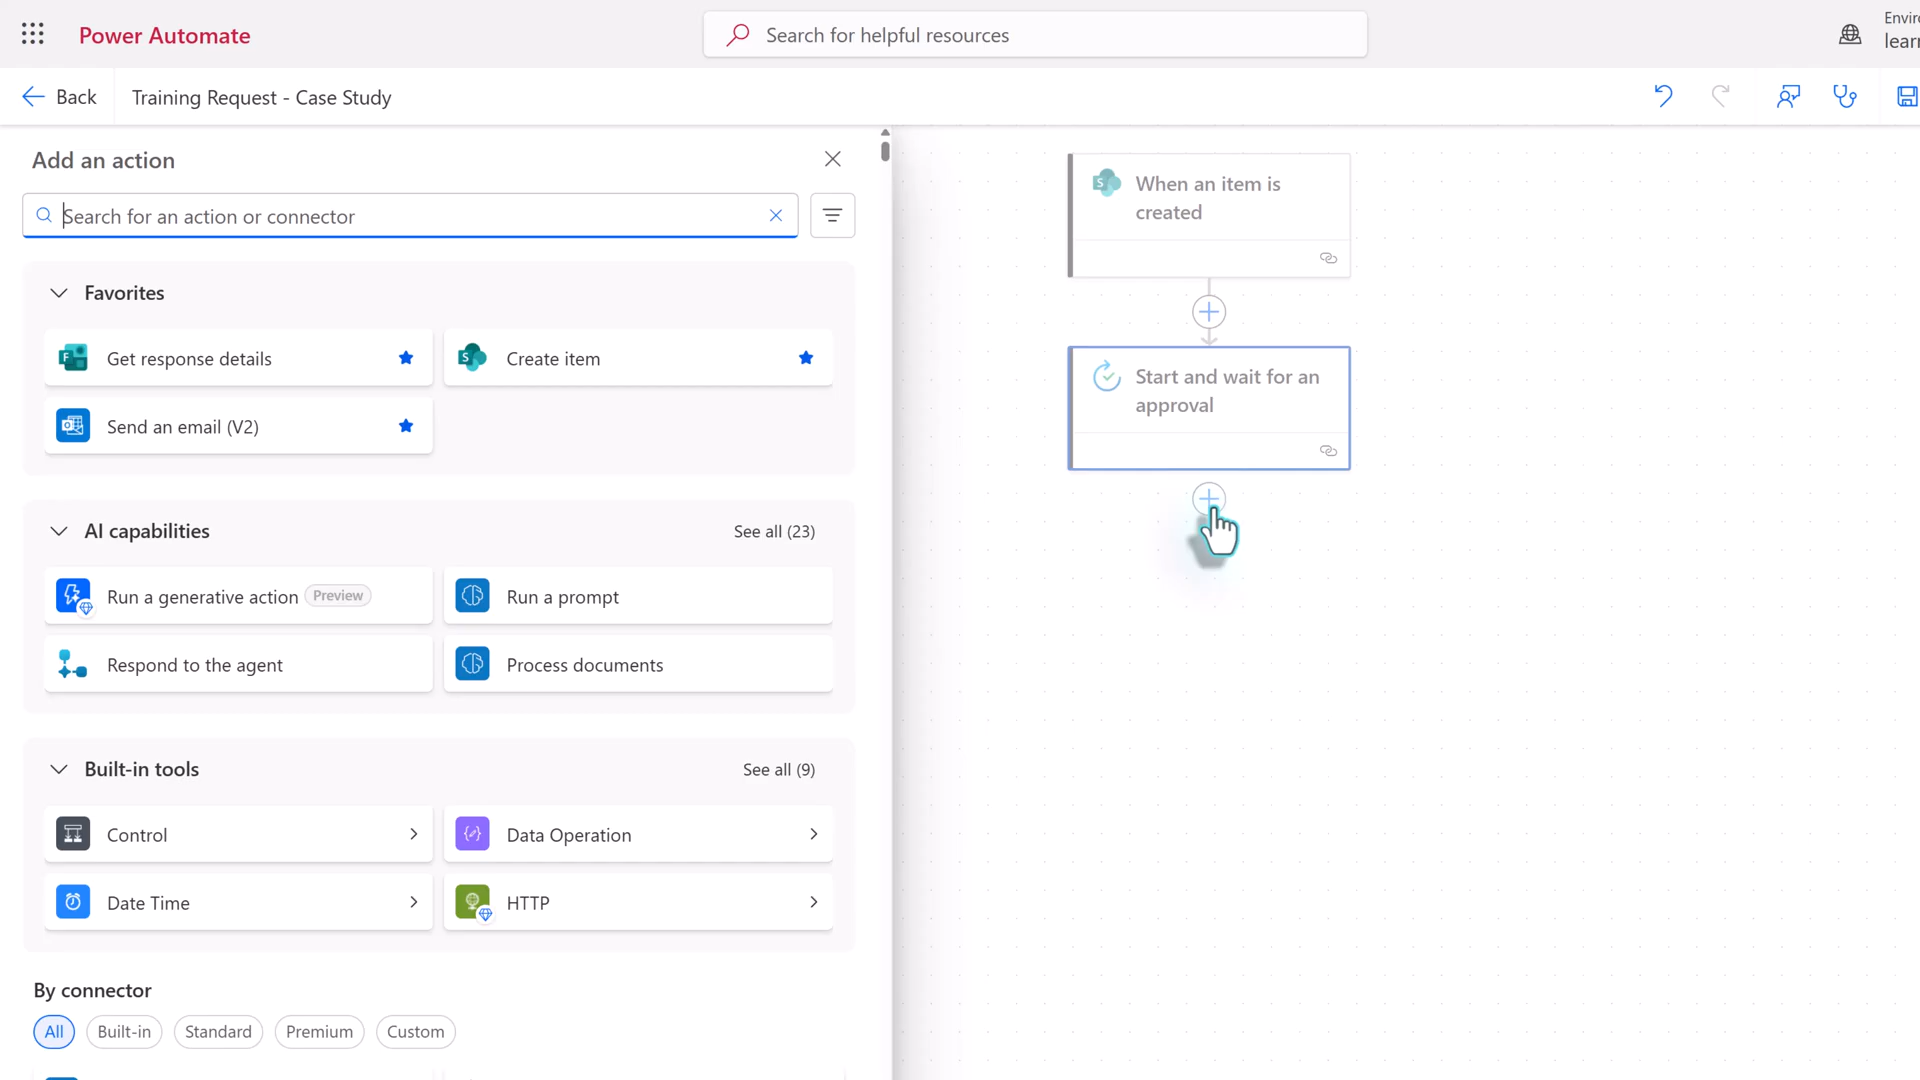 Power Automate
Search for helpful resources
Enviro
learn
Back
Training Request - Case Study
Add an action
Search for an action or connector
Favorites
Get response details
Create item
Send an email (V2)
AI capabilities
See all (23)
Run a generative action
Preview
Run a prompt
Respond to the agent
Process documents
Built-in tools
See all (9)
Control
Data Operation
Date Time
HTTP
By connector
All
Built-in
Standard
Premium
Custom
When an item is
created
Start and wait for an
approval